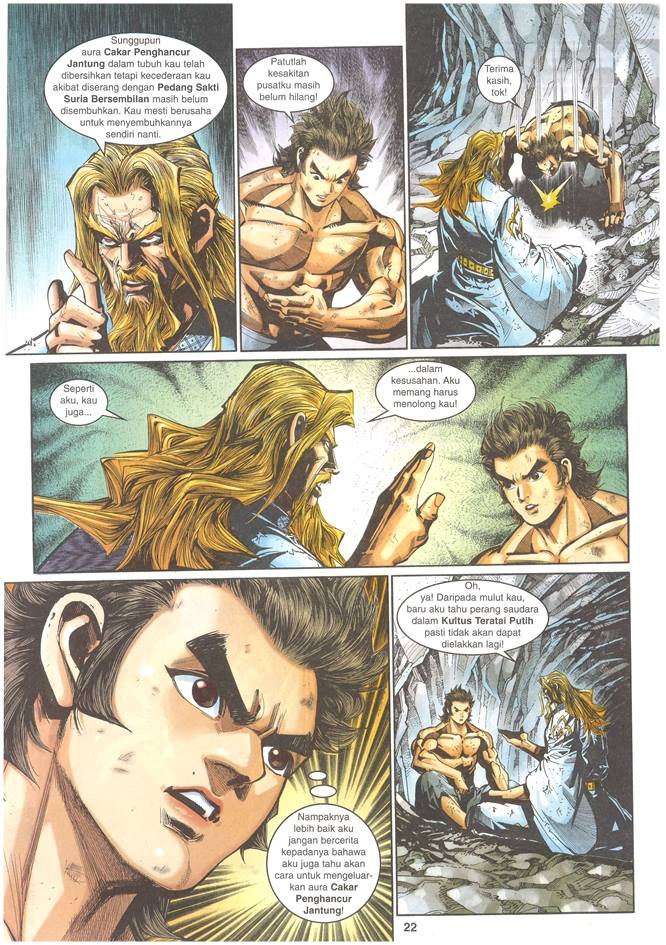 Sunggupun
aura Cakar Penghancur
Jantung dalam tubuh kau telah
dibersihkan tetapi kecederaan kau
akibat diserang dengan Pedang Sakti
Suria Bersembilan masih belum
disembuhkan. Kau mesti berusaha
untuk menyembuhkannya
sendiri nanti.
Patutlah
kesakitan
pusatku masih
belum hilang!
Terima
kasih,
tok!
Seperti
aku, kau
juga...
...dalam
kesusahan. Aku
memang harus
menolong kau!
Nampaknya
lebih baik aku
jangan bercerita
kepadanya bahawa
aku juga tahu akan
cara untuk mengeluar-
kan aura Cakar
Penghancur
Jantung!
Oh,
ya! Daripada mulut kau,
baru aku tahu perang saudara
dalam Kultus Teratai Putih
pasti tidak akan dapat
dielakkan lagi!
22